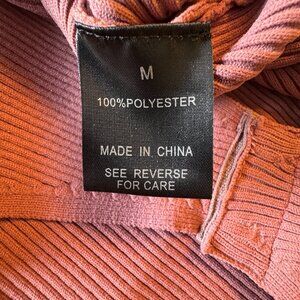 M
100%POLYESTER
MADE IN CHINA
SEE REVERSE
FOR CARE